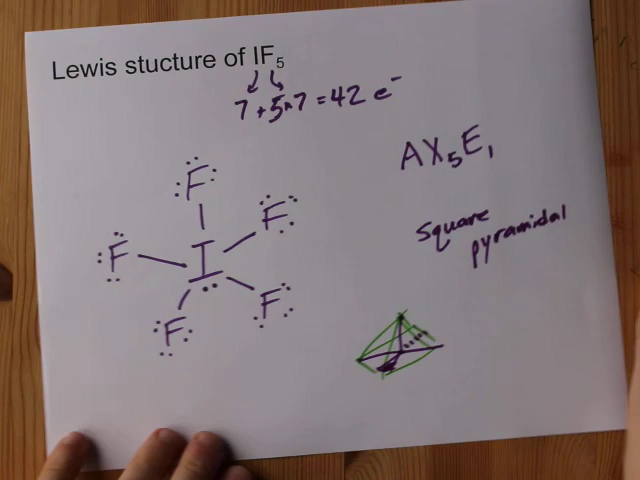 Lewis stucture of IF5
7 + 5×7 = 42 e⁻
AX5E1
square
pyramidal
F
F
F
I
F
F